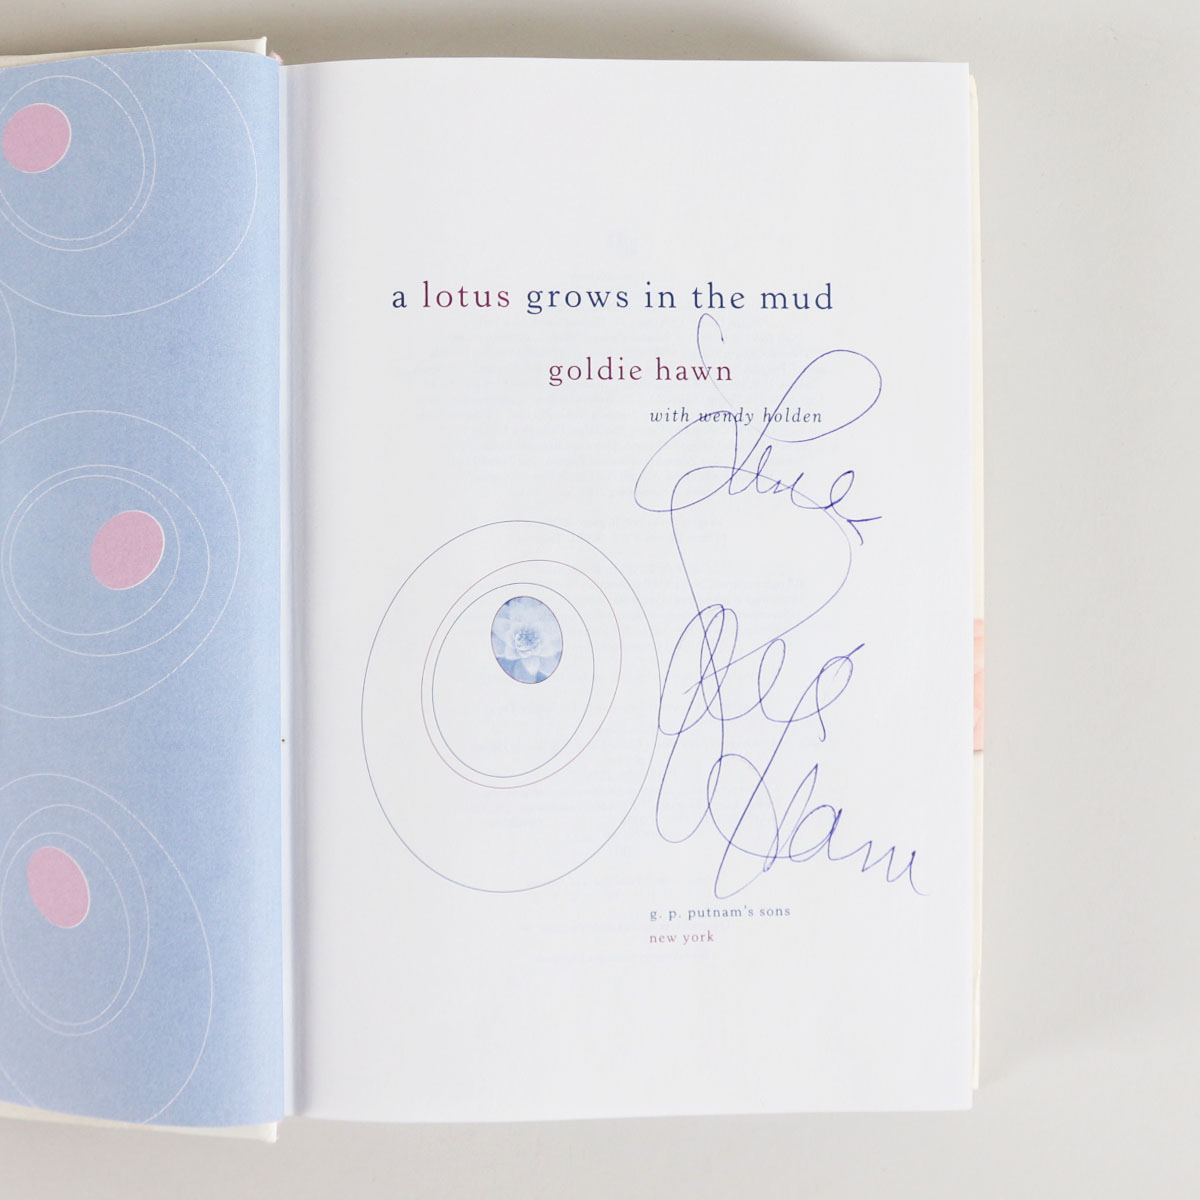 a lotus grows in the mud
goldie hawn
with wendy holden
g. p. putnam's sons
new york